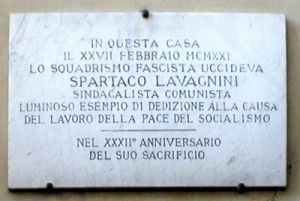 IN QUESTA CASA
IL XXVII FEBBRAIO MCMXXI
LO SQUADRISMO FASCISTA UCCIDEVA
SPARTACO LAVAGNINI
SINDACALISTA COMUNISTA
LUMINOSO ESEMPIO DI DEDIZIONE ALLA CAUSA
DEL LAVORO DELLA PACE DEL SOCIALISMO
NEL XXXII° ANNIVERSARIO
DEL SUO SACRIFICIO